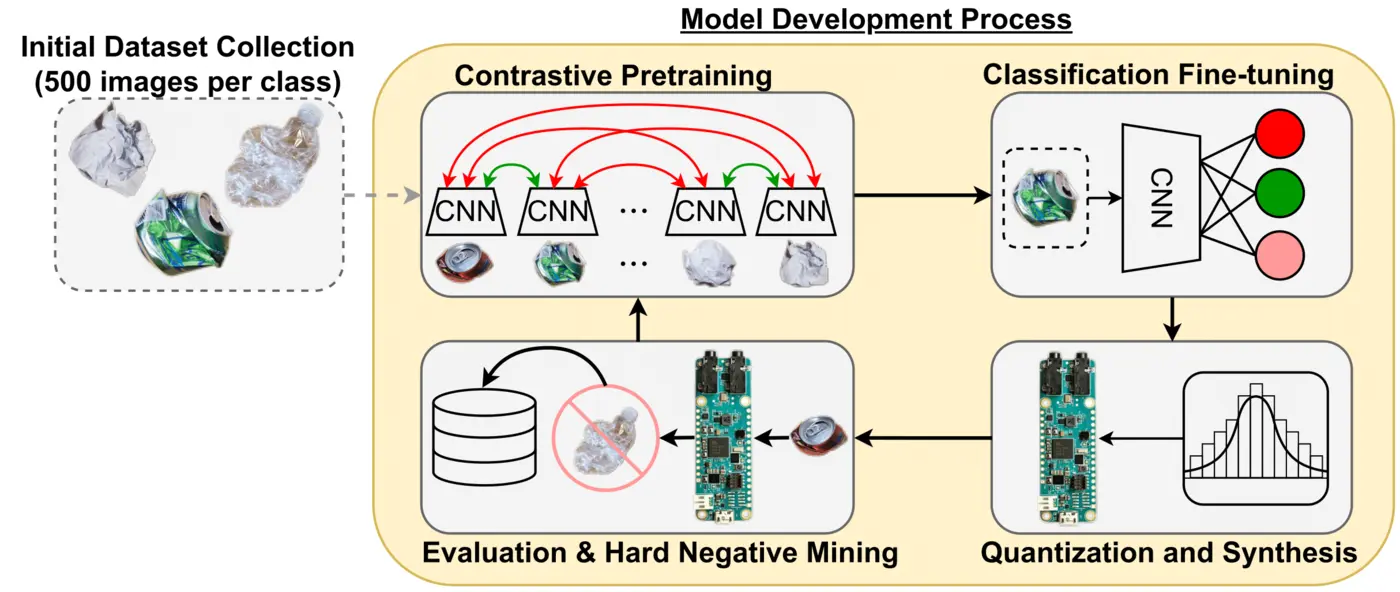 Model Development Process
Initial Dataset Collection
(500 images per class)
Contrastive Pretraining
Classification Fine-tuning
CNN
CNN
...
CNN
CNN
...
CNN
Evaluation & Hard Negative Mining
Quantization and Synthesis